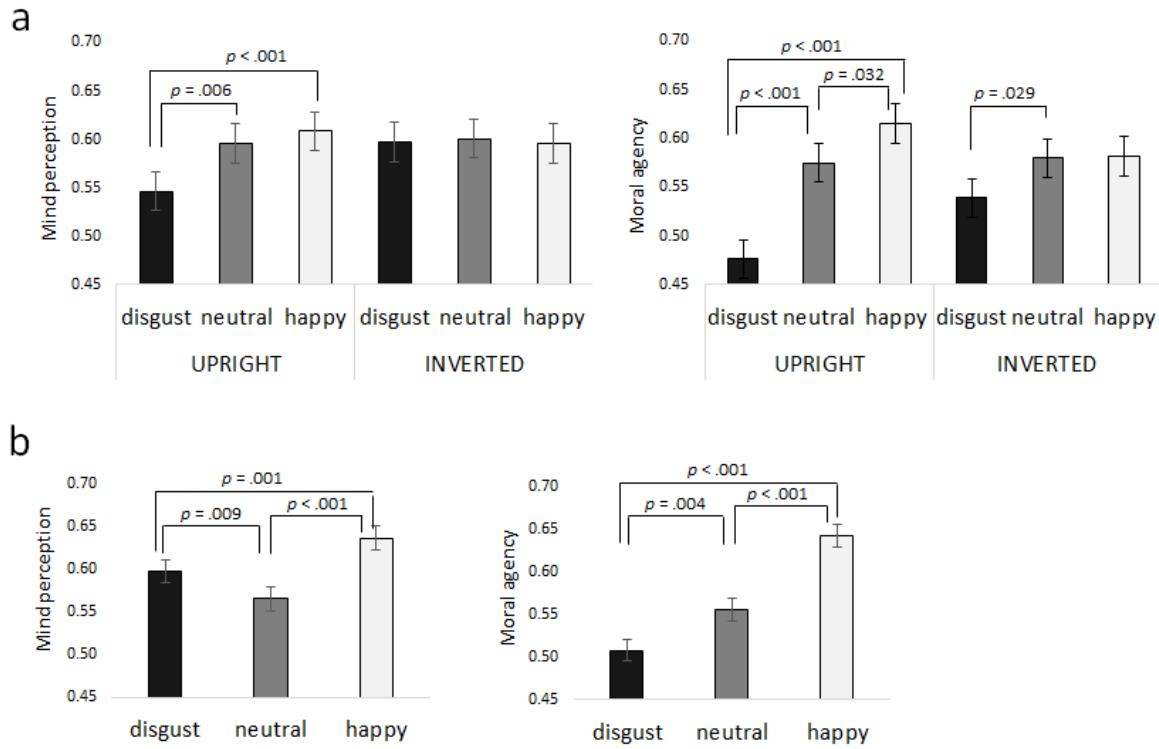 a
Mind perception
0.70
0.65
0.60
0.55
0.50
0.45
p < .001
p = .006
disgust neutral happy disgust neutral happy
UPRIGHT INVERTED
Moral agency
0.70
0.65
0.60
0.55
0.50
0.45
p < .001
p = .032
p < .001
p = .029
disgust neutral happy disgust neutral happy
UPRIGHT INVERTED
b
Mind perception
0.70
0.65
0.60
0.55
0.50
0.45
p = .001
p = .009
p < .001
disgust neutral happy
Moral agency
0.70
0.65
0.60
0.55
0.50
0.45
p < .001
p = .004
p < .001
disgust neutral happy